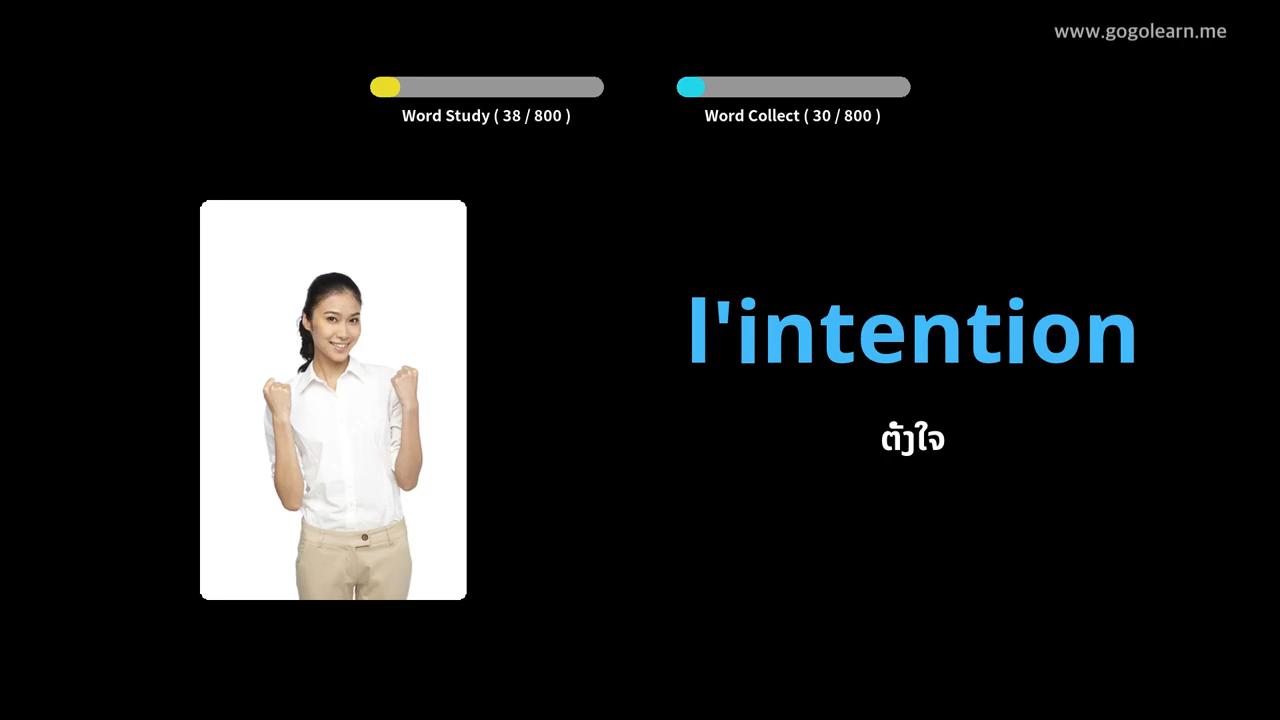 www.gogolearn.me
Word Study ( 38 / 800 )
Word Collect ( 30 / 800 )
l'intention
ຕັ້ງໃຈ